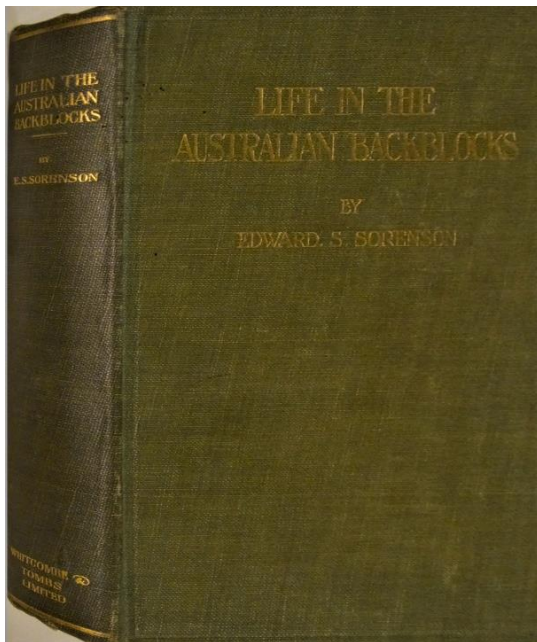 LIFE IN THE
AUSTRALIAN
BACKBLOCKS
BY
E.S.SORENSON
WHITCOMBE
TOMBS
LIMITED
LIFE IN THE
AUSTRALIAN BACKBLOCKS
BY
EDWARD. S. SORENSON